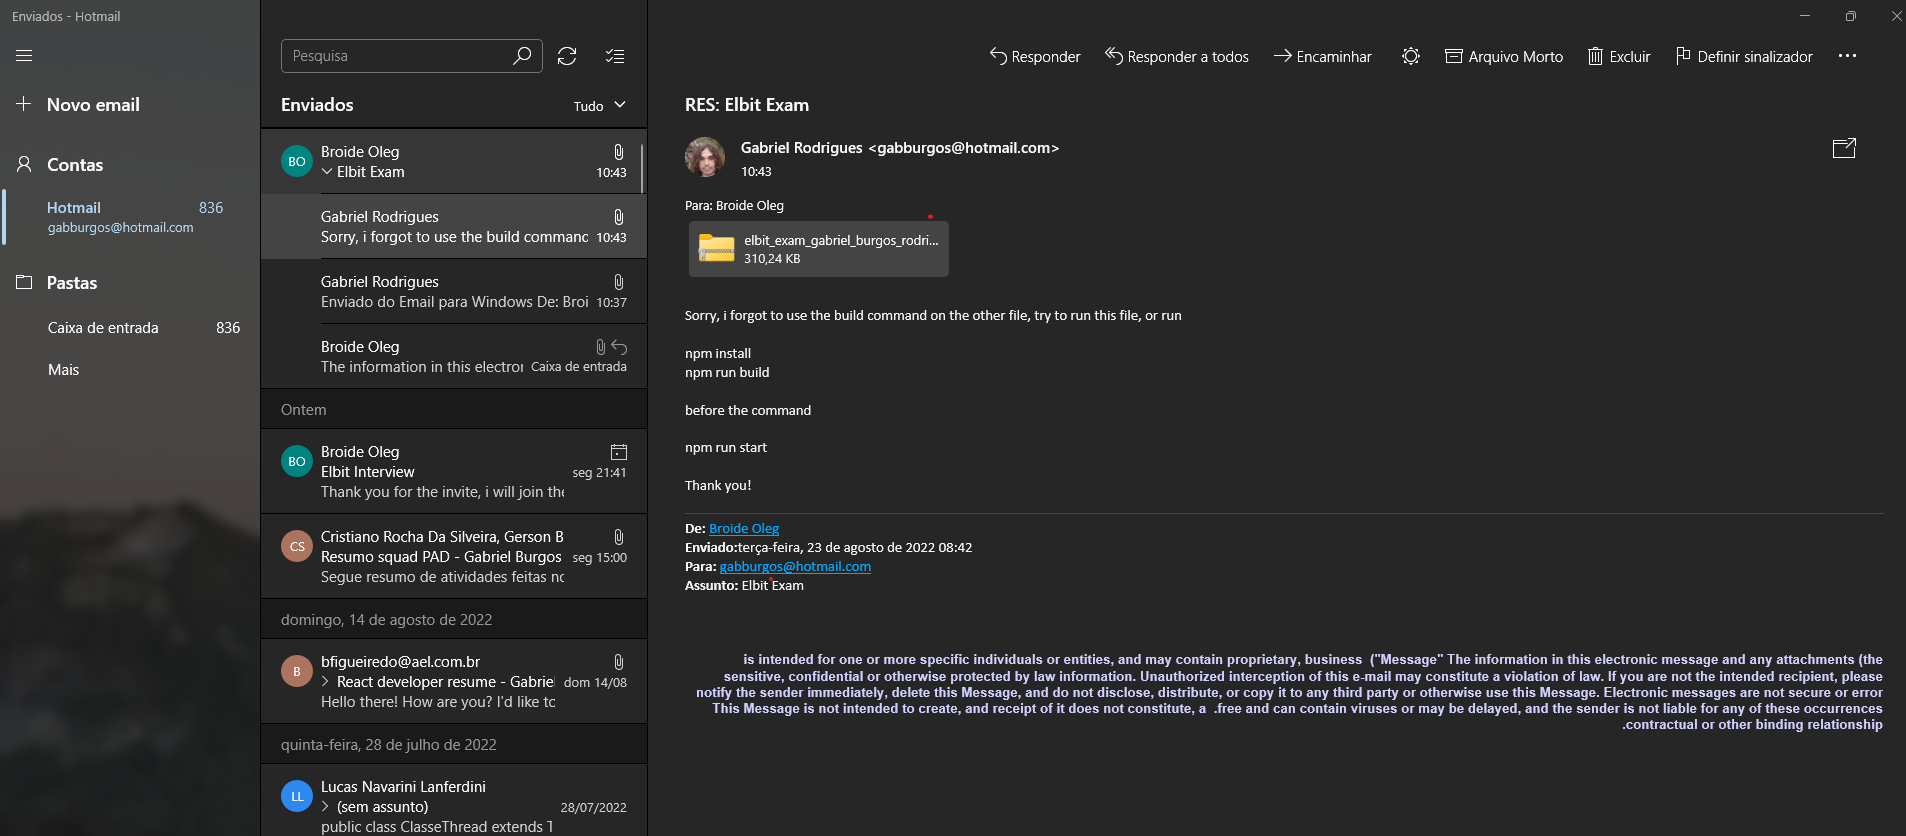 Enviados - Hotmail
Novo email
Contas
Hotmail 836
gabburgos@hotmail.com
Pastas
Caixa de entrada 836
Mais
Pesquisa
Enviados Tudo
BO
Broide Oleg
Elbit Exam 10:43
Gabriel Rodrigues
Sorry, i forgot to use the build command 10:43
Gabriel Rodrigues
Enviado do Email para Windows De: Broi 10:37
Broide Oleg
The information in this electror Caixa de entrada
Ontem
BO
Broide Oleg
Elbit Interview seg 21:41
Thank you for the invite, i will join the
CS
Cristiano Rocha Da Silveira, Gerson B
Resumo squad PAD - Gabriel Burgos seg 15:00
Segue resumo de atividades feitas no
domingo, 14 de agosto de 2022
B
bfigueiredo@ael.com.br
React developer resume - Gabrie dom 14/08
Hello there! How are you? I'd like to
quinta-feira, 28 de julho de 2022
LL
Lucas Navarini Lanferdini
(sem assunto) 28/07/2022
public class ClasseThread extends T
Responder Responder a todos Encaminhar Arquivo Morto Excluir Definir sinalizador
RES: Elbit Exam
Gabriel Rodrigues <gabburgos@hotmail.com>
10:43
Para: Broide Oleg
elbit_exam_gabriel_burgos_rodri...
310,24 KB
Sorry, i forgot to use the build command on the other file, try to run this file, or run
npm install
npm run build
before the command
npm run start
Thank you!
De: Broide Oleg
Enviado:terça-feira, 23 de agosto de 2022 08:42
Para: gabburgos@hotmail.com
Assunto: Elbit Exam
is intended for one or more specific individuals or entities, and may contain proprietary, business ("Message" The information in this electronic message and any attachments (the
sensitive, confidential or otherwise protected by law information. Unauthorized interception of this e-mail may constitute a violation of law. If you are not the intended recipient, please
notify the sender immediately, delete this Message, and do not disclose, distribute, or copy it to any third party or otherwise use this Message. Electronic messages are not secure or error
This Message is not intended to create, and receipt of it does not constitute, a .free and can contain viruses or may be delayed, and the sender is not liable for any of these occurrences
.contractual or other binding relationship